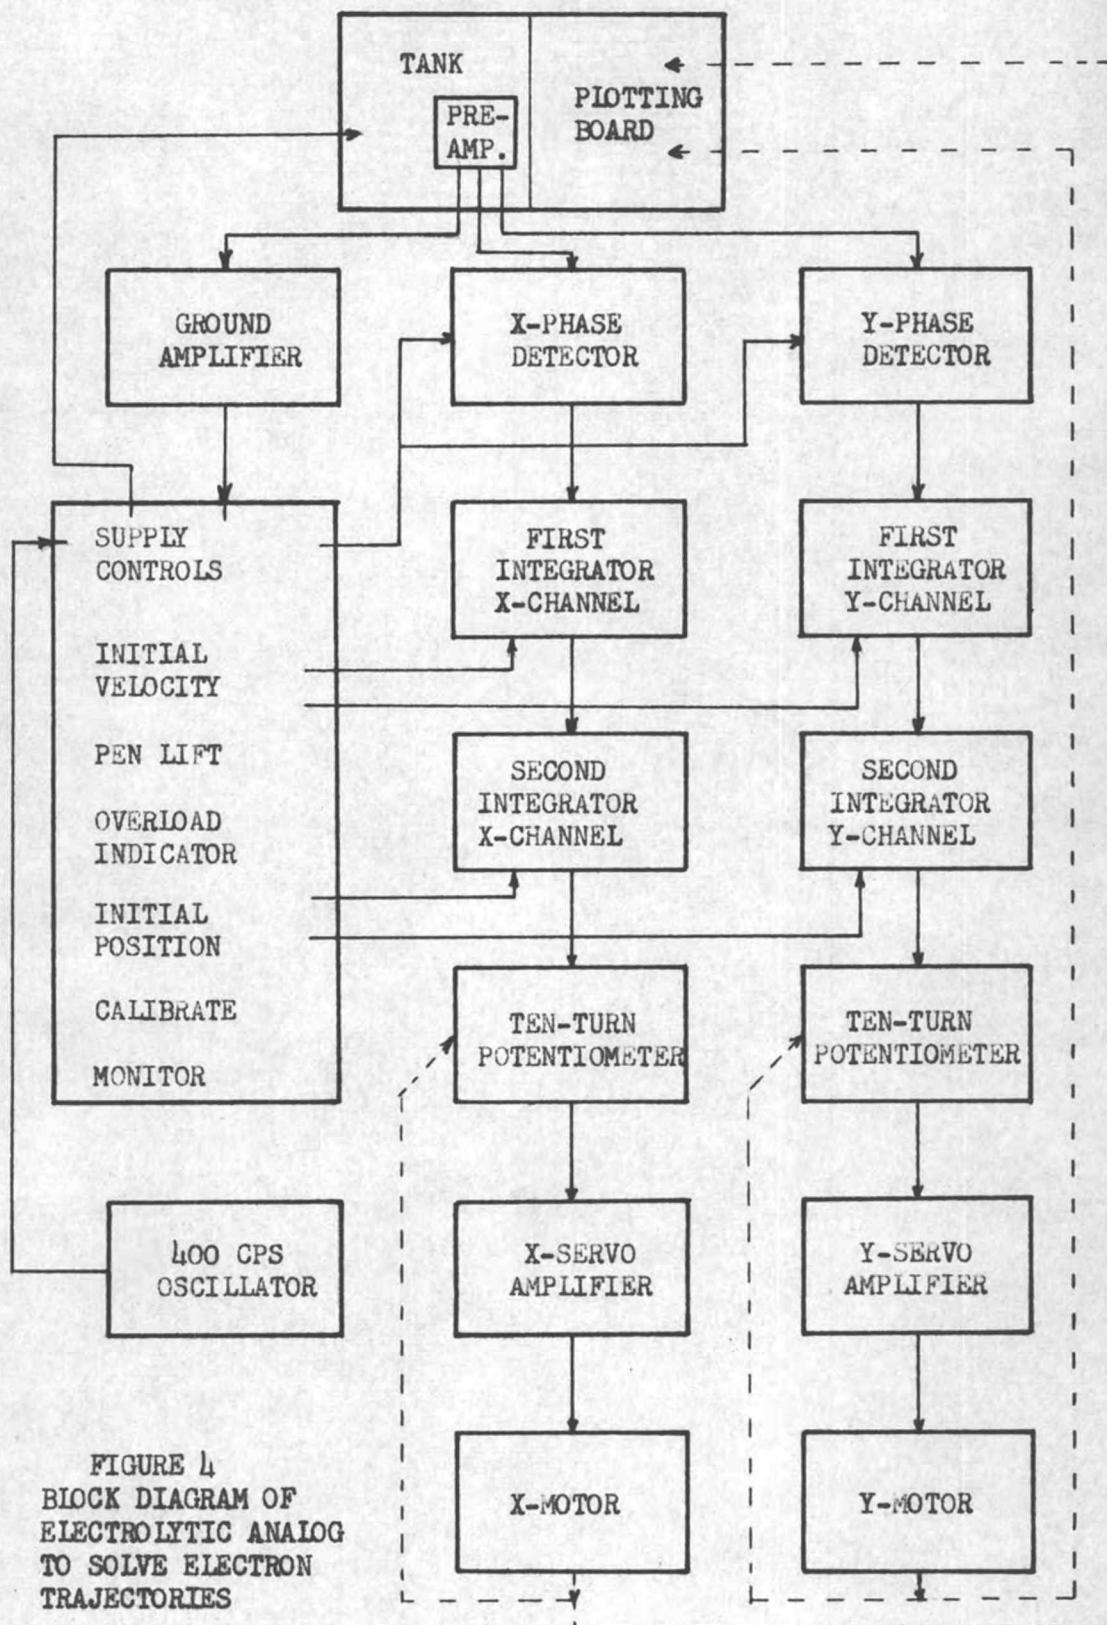 TANK
PRE-
AMP.
PLOTTING
BOARD
GROUND
AMPLIFIER
X-PHASE
DETECTOR
Y-PHASE
DETECTOR
SUPPLY
CONTROLS
INITIAL
VELOCITY
PEN LIFT
OVERLOAD
INDICATOR
INITIAL
POSITION
CALIBRATE
MONITOR
FIRST
INTEGRATOR
X-CHANNEL
FIRST
INTEGRATOR
Y-CHANNEL
SECOND
INTEGRATOR
X-CHANNEL
SECOND
INTEGRATOR
Y-CHANNEL
TEN-TURN
POTENTIOMETER
TEN-TURN
POTENTIOMETER
400 CPS
OSCILLATOR
X-SERVO
AMPLIFIER
Y-SERVO
AMPLIFIER
X-MOTOR
Y-MOTOR
FIGURE 4
BLOCK DIAGRAM OF
ELECTROLYTIC ANALOG
TO SOLVE ELECTRON
TRAJECTORIES